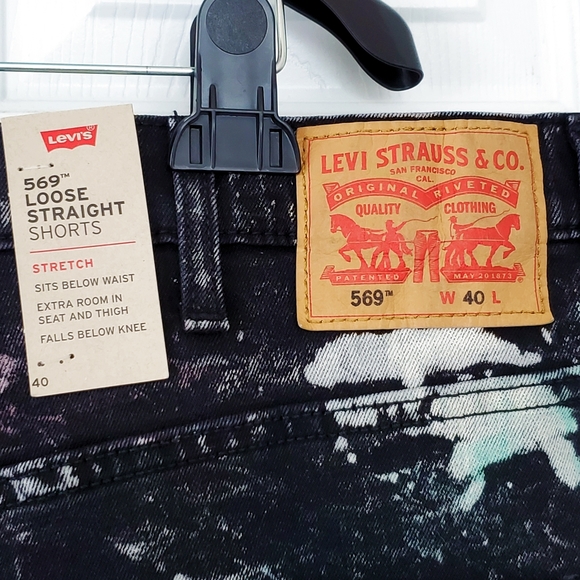 LEVI'S®
569™
LOOSE
STRAIGHT
SHORTS
STRETCH
SITS BELOW WAIST
EXTRA ROOM IN
SEAT AND THIGH
FALLS BELOW KNEE
40
LEVI STRAUSS & CO.
SAN FRANCISCO
CAL.
ORIGINAL RIVETED
QUALITY CLOTHING
PATENTED MAY 20 1873
569™ W 40 L